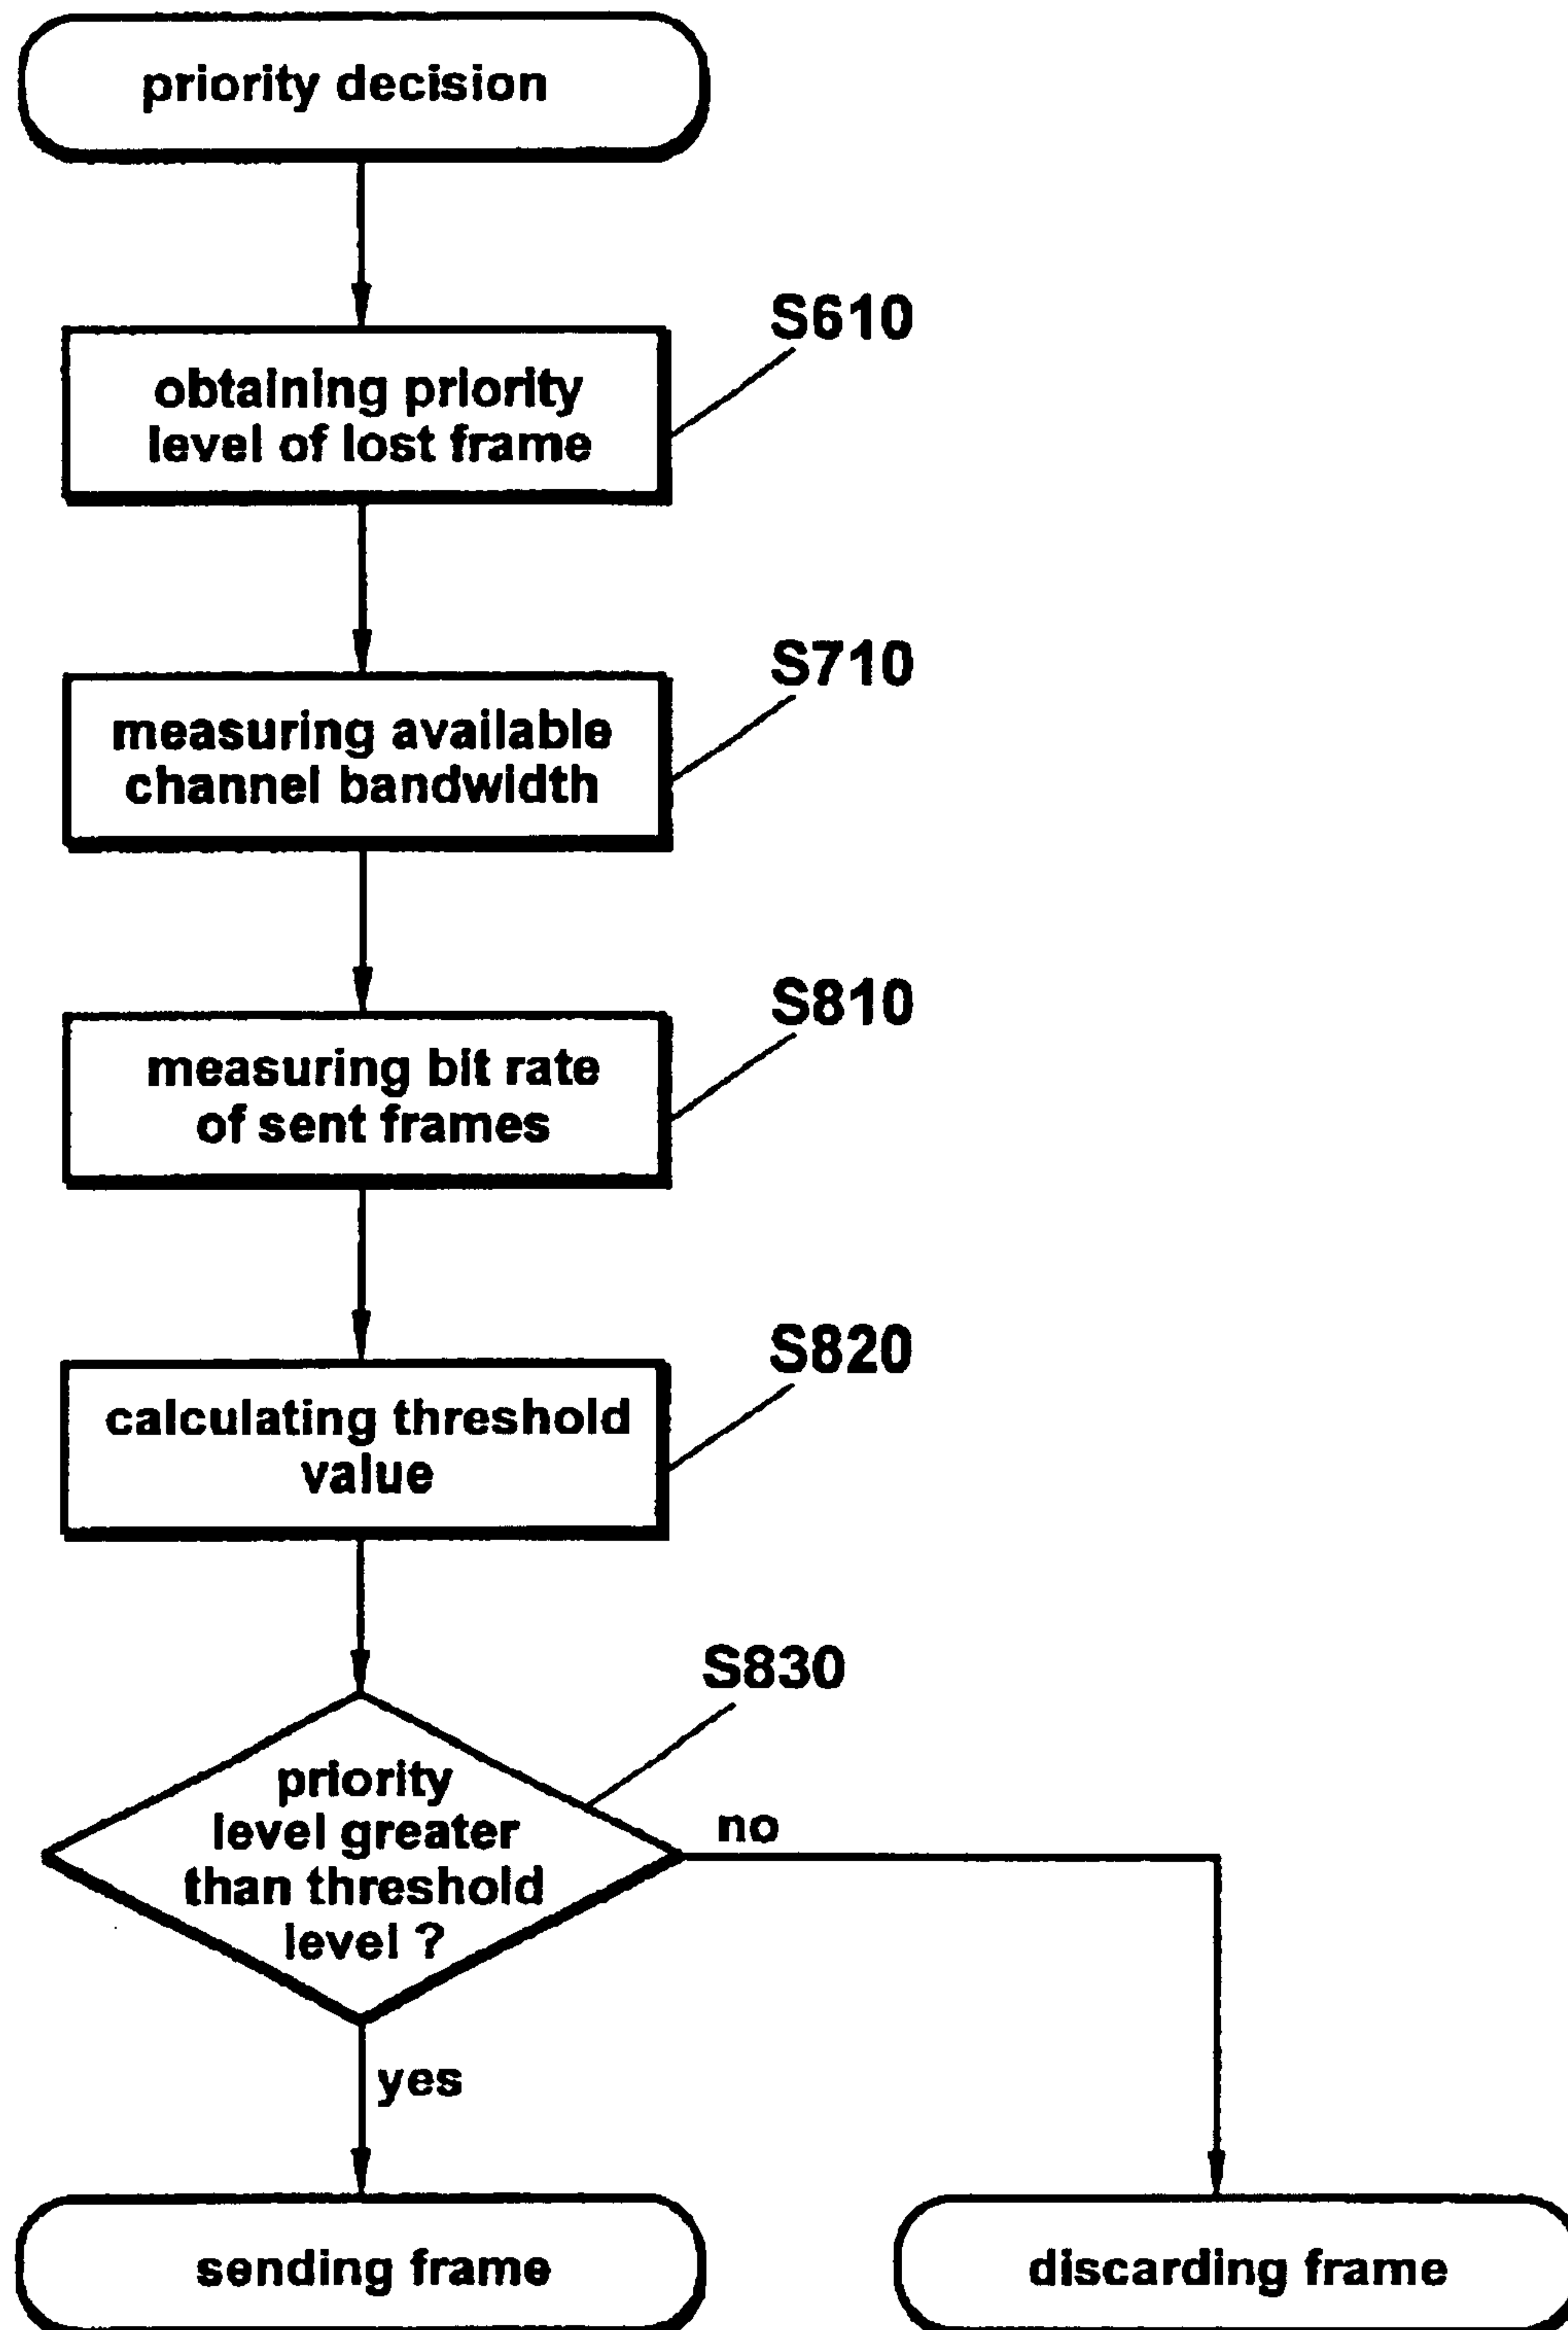 priority decision
S610
obtaining priority
level of lost frame
S710
measuring available
channel bandwidth
S810
measuring bit rate
of sent frames
S820
calculating threshold
value
S830
priority
level greater
than threshold
level ?
no
yes
sending frame
discarding frame